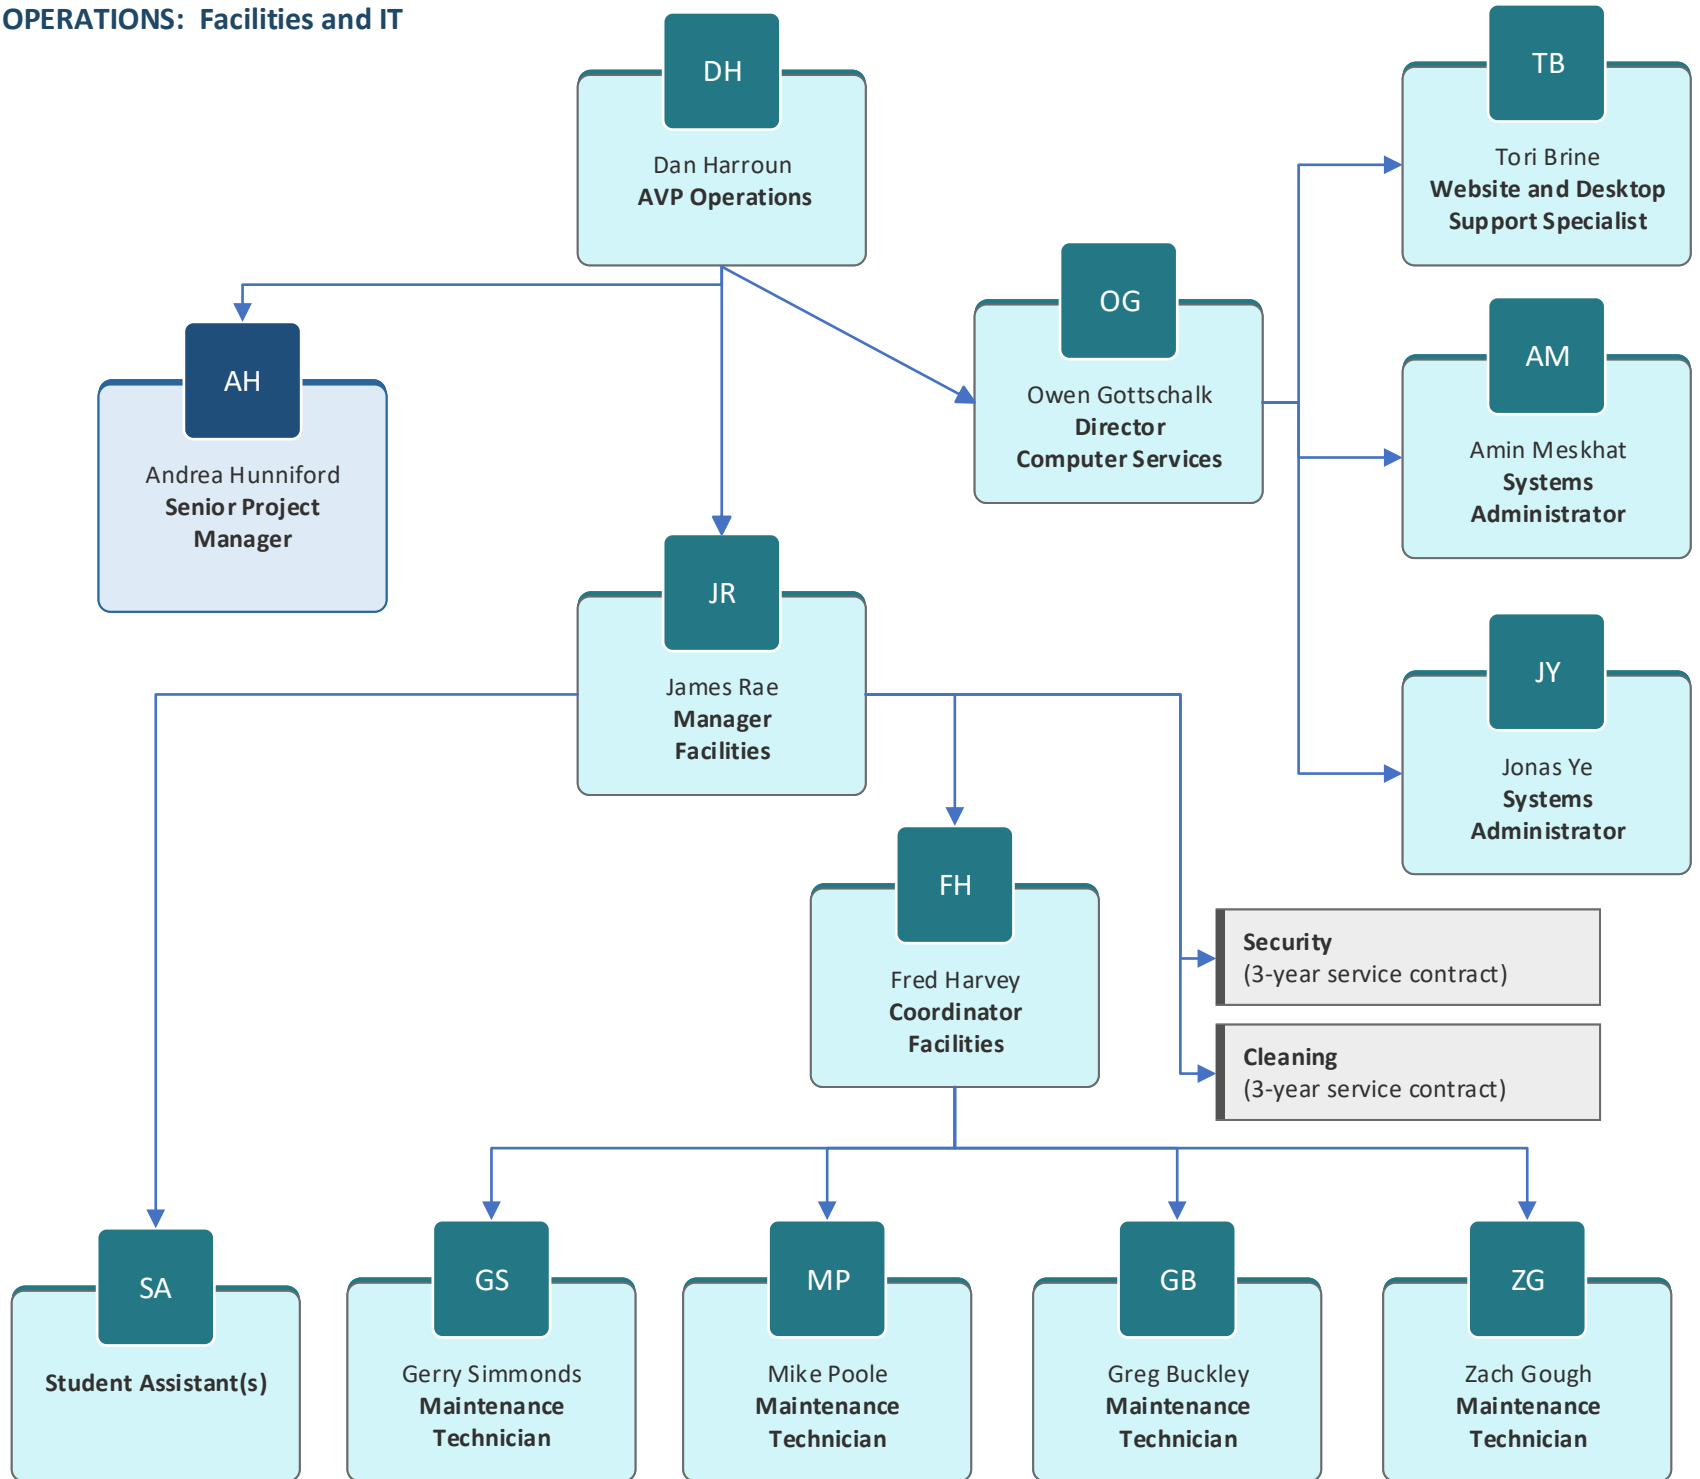 OPERATIONS:  Facilities and IT
DH
Dan Harroun
AVP Operations
TB
Tori Brine
Website and Desktop
Support Specialist
OG
Owen Gottschalk
Director
Computer Services
AH
Andrea Hunniford
Senior Project
Manager
AM
Amin Meskhat
Systems
Administrator
JR
James Rae
Manager
Facilities
JY
Jonas Ye
Systems
Administrator
FH
Fred Harvey
Coordinator
Facilities
Security
(3-year service contract)
Cleaning
(3-year service contract)
SA
Student Assistant(s)
GS
Gerry Simmonds
Maintenance
Technician
MP
Mike Poole
Maintenance
Technician
GB
Greg Buckley
Maintenance
Technician
ZG
Zach Gough
Maintenance
Technician